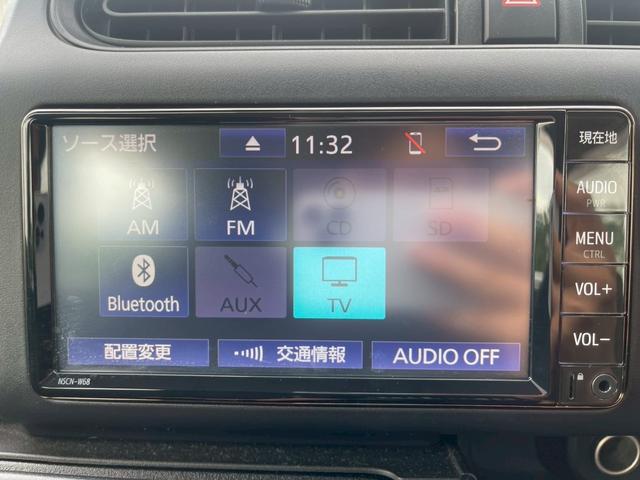 ソース選択 11:32
AM FM CD SD
Bluetooth AUX TV
配置変更 交通情報 AUDIO OFF
NSCN-W68
現在地
AUDIO
PWR
MENU
CTRL
VOL+
VOL-